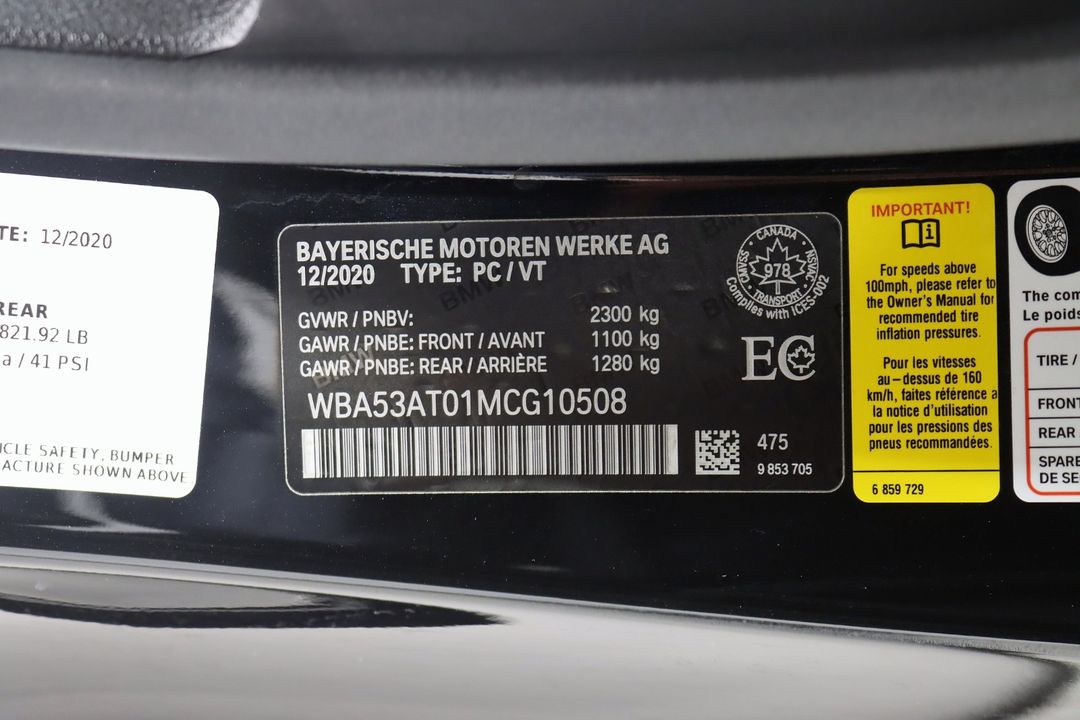 TE: 12/2020
REAR
821.92 LB
a / 41 PSI
ICLE SAFETY, BUMPER
FACTURE SHOWN ABOVE
BAYERISCHE MOTOREN WERKE AG
12/2020 TYPE: PC / VT
GVWR / PNBV: 2300 kg
GAWR / PNBE: FRONT / AVANT 1100 kg
GAWR / PNBE: REAR / ARRIÈRE 1280 kg
WBA53AT01MCG10508
475
9 853 705
CANADA
CMVSS
NSVAC
978
TRANSPORT
Complies with ICES-002
EC
IMPORTANT!
For speeds above
100mph, please refer to
the Owner's Manual for
recommended tire
inflation pressures.
Pour les vitesses
au–dessus de 160
km/h, faites référence a
la notice d'utilisation
pour les pressions des
pneus recommandées.
6 859 729
The com
Le poids
TIRE /
FRONT
REAR
SPARE
DE SE